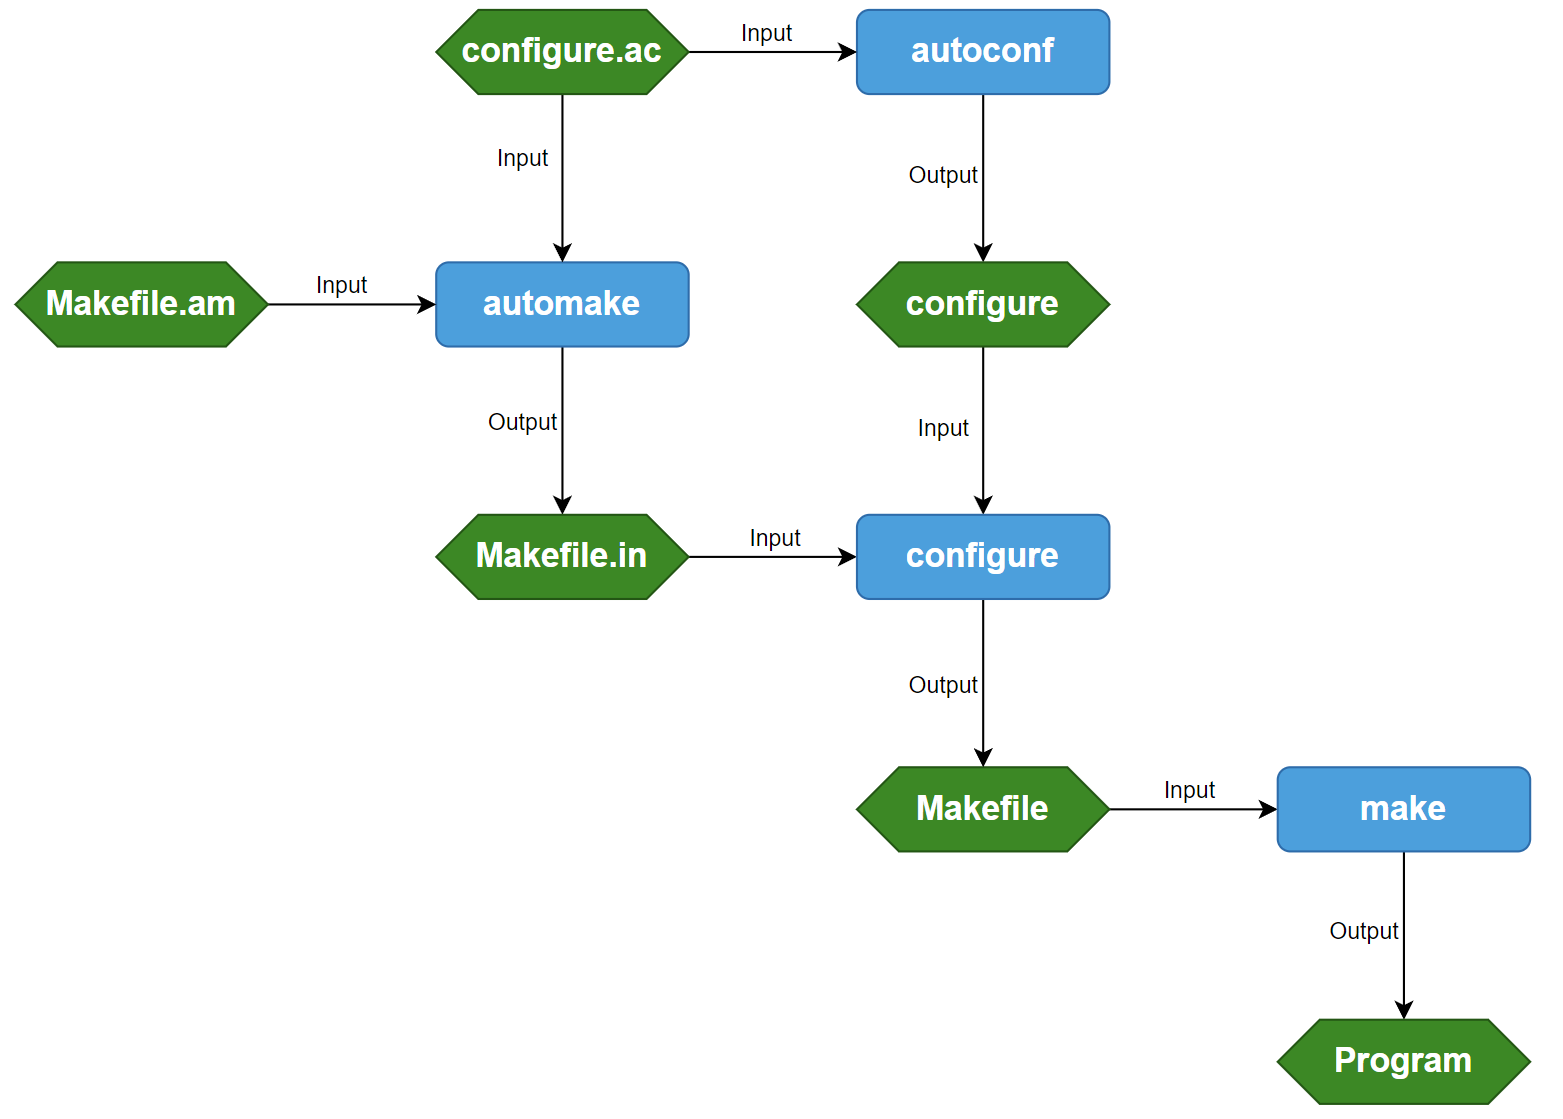 configure.ac
Input
autoconf
Input
Output
Makefile.am
Input
automake
configure
Output
Input
Makefile.in
Input
configure
Output
Makefile
Input
make
Output
Program